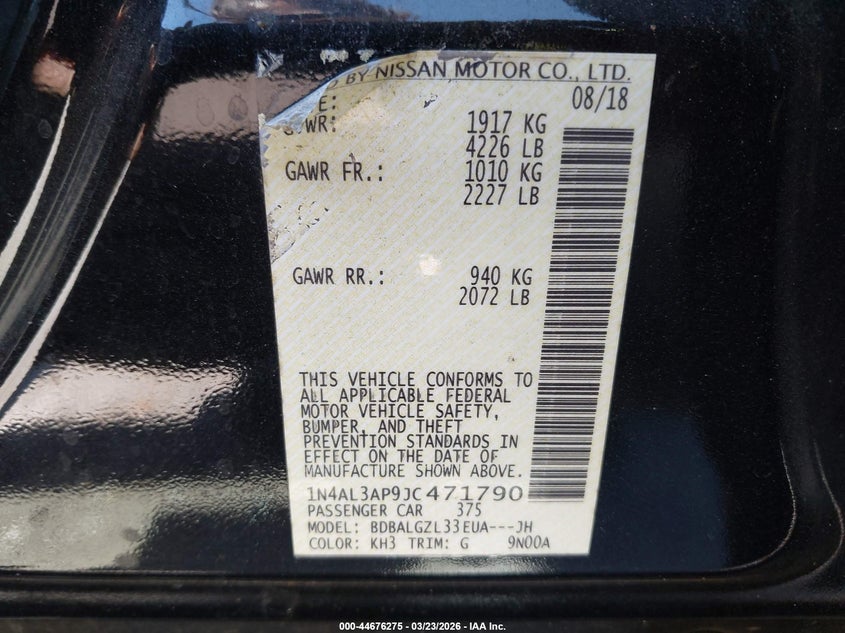 BY NISSAN MOTOR CO., LTD.
08/18
1917 KG
4226 LB
GAWR FR.: 1010 KG
2227 LB
GAWR RR.: 940 KG
2072 LB
THIS VEHICLE CONFORMS TO
ALL APPLICABLE FEDERAL
MOTOR VEHICLE SAFETY,
BUMPER, AND THEFT
PREVENTION STANDARDS IN
EFFECT ON THE DATE OF
MANUFACTURE SHOWN ABOVE.
1N4AL3AP9JC471790
PASSENGER CAR 375
MODEL: BDBALGZL33EUA---JH
COLOR: KH3 TRIM: G 9N00A
000-44676275 - 03/23/2026 - IAA Inc.